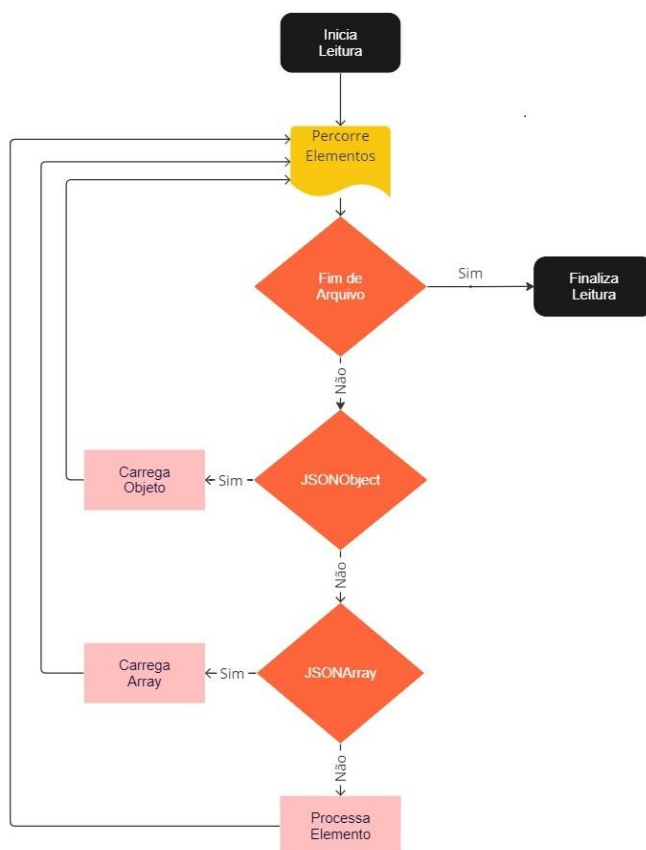 Inicia
Leitura
Percorre
Elementos
Fim de
Arquivo
Sim
Finaliza
Leitura
Não
JSONObject
Sim
Carrega
Objeto
Não
JSONArray
Sim
Carrega
Array
Não
Processa
Elemento